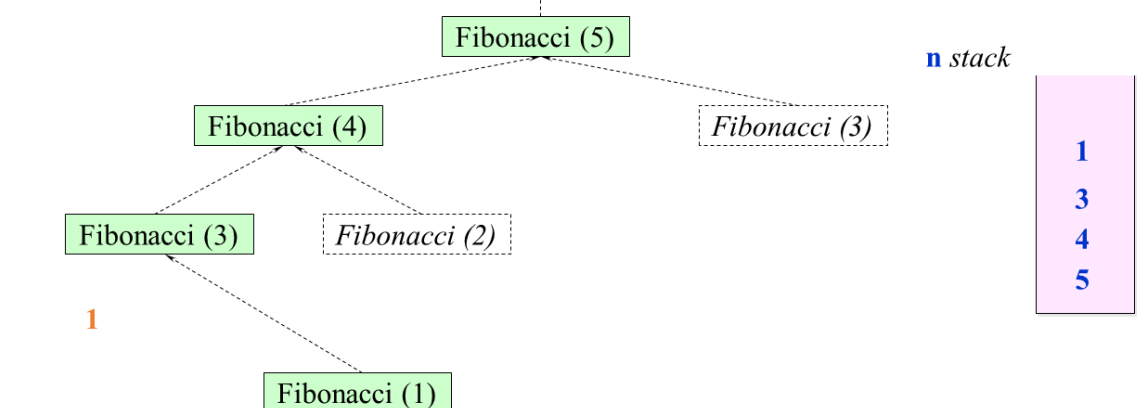 Fibonacci (5)
n stack
Fibonacci (4)
Fibonacci (3)
1
3
Fibonacci (3)
Fibonacci (2)
4
5
1
Fibonacci (1)